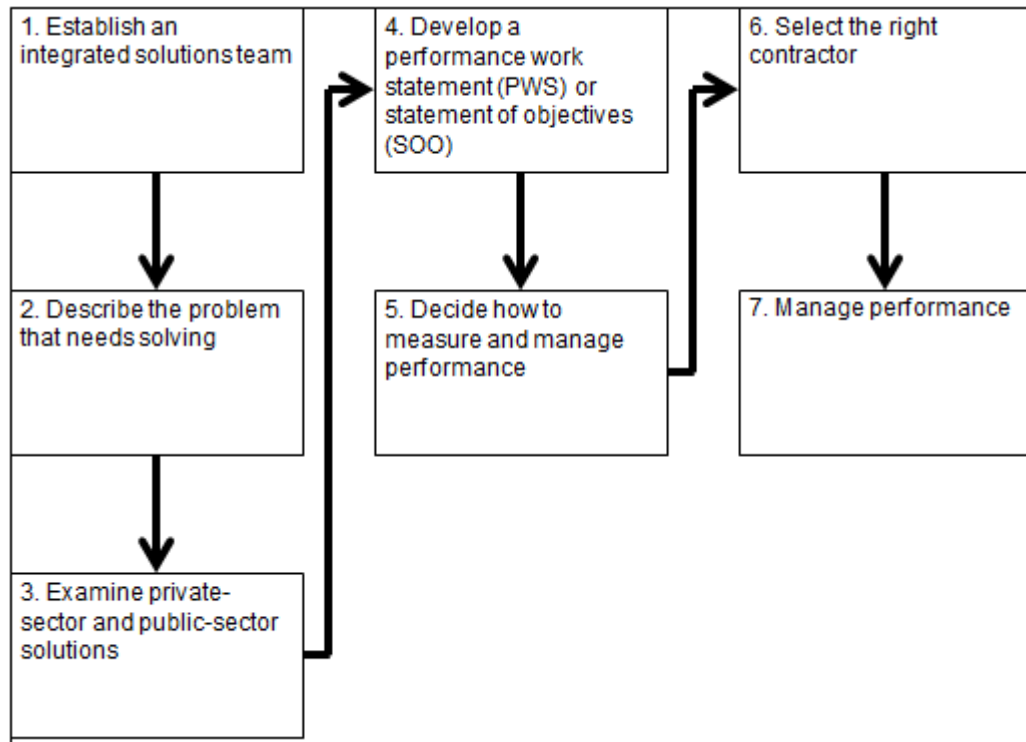 1. Establish an
integrated solutions team
2. Describe the problem
that needs solving
3. Examine private-
sector and public-sector
solutions
4. Develop a
performance work
statement (PWS) or
statement of objectives
(SOO)
5. Decide how to
measure and manage
performance
6. Select the right
contractor
7. Manage performance